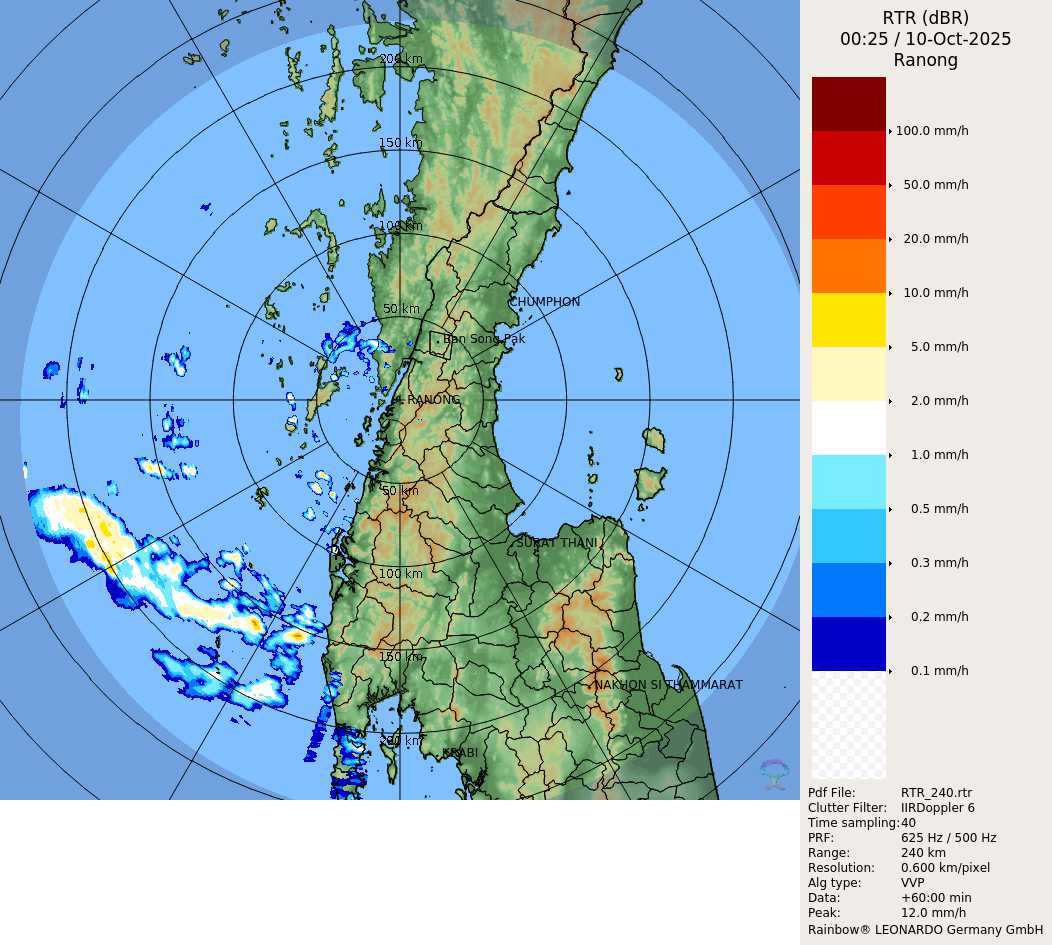 RTR (dBR)
00:25 / 10-Oct-2025
Ranong
200 km
150 km
100 km
50 km
CHUMPHON
Ban Song Pak
RANONG
50 km
SURAT THANI
100 km
150 km
NAKHON SI THAMMARAT
200 km
KRABI
100.0 mm/h
50.0 mm/h
20.0 mm/h
10.0 mm/h
5.0 mm/h
2.0 mm/h
1.0 mm/h
0.5 mm/h
0.3 mm/h
0.2 mm/h
0.1 mm/h
Pdf File: RTR_240.rtr
Clutter Filter: IIRDoppler 6
Time sampling: 40
PRF: 625 Hz / 500 Hz
Range: 240 km
Resolution: 0.600 km/pixel
Alg type: VVP
Data: +60:00 min
Peak: 12.0 mm/h
Rainbow® LEONARDO Germany GmbH